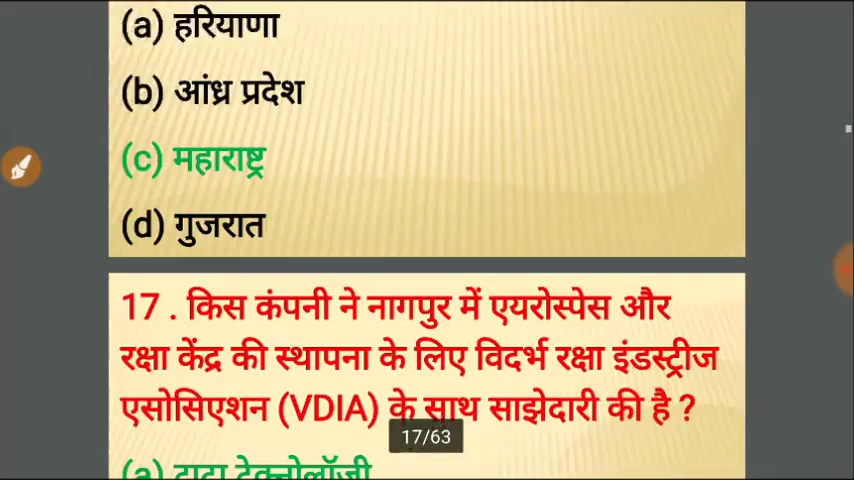 (a) हरियाणा
(b) आंध्र प्रदेश
(c) महाराष्ट्र
(d) गुजरात
17 . किस कंपनी ने नागपुर में एयरोस्पेस और
रक्षा केंद्र की स्थापना के लिए विदर्भ रक्षा इंडस्ट्रीज
एसोसिएशन (VDIA) के साथ साझेदारी की है ?
17/63
(a) टाटा टेक्नोलॉजी